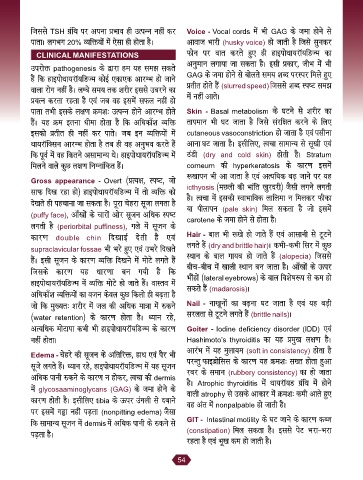 जिससे TSH ग्रंथि पर अपना प्रभाव ही उत्पन्न नहीं कर
पाता। लगभग 20% व्यक्तियों में ऐसा ही होता है।
CLINICAL MANIFESTATIONS
उपरोक्त pathogenesis के द्वारा हम यह समझ सकते
हैं कि हाइपोथायरॉयडिज्म कोई एकाएक आरम्भ हो जाने
वाला रोग नहीं है। लम्बे समय तक शरीर इससे उबरने का
प्रयत्न करता रहता है एवं जब वह इसमें सफल नहीं हो
पाता तभी इसके लक्षण क्रमशः उत्पन्न होने आरम्भ होते
हैं। यह क्रम इतना धीमा होता है कि अधिकांश व्यक्ति
इसको प्रतीत ही नहीं कर पाते। जब इन व्यक्तियों में
थायरॉक्सिन आरम्भ होता है तब ही वह अनुभव करते हैं
कि पूर्व में वह कितने असामान्य थे। हाइपोथायरॉयडिज्म में
मिलने वाले कुछ लक्षण निम्नांकित हैं।
Gross appearance - Overt (प्रत्यक्ष, स्पष्ट, जो
साफ दिख रहा हो) हाइपोथायरॉयडिज्म में तो व्यक्ति को
देखते ही पहचाना जा सकता है। पूरा चेहरा सूजा लगता है
(puffy face), आँखों के चारों ओर सूजन अधिक स्पष्ट
लगती है (periorbital puffiness), गले में सूजन के
कारण double chin दिखाई देती है एवं
supraclavicular fossae भी भरे हुए एवं उभरे दिखते
हैं। इसी सूजन के कारण व्यक्ति दिखने में मोटे लगते हैं
जिसके कारण यह धारणा बन गयी है कि
हाइपोथायरॉयडिज्म में व्यक्ति मोटे हो जाते हैं। वास्तव में
अधिकाँश व्यक्तियों का वजन केवल कुछ किलो ही बढ़ता है
जो कि मुख्यतः शरीर में जल की अधिक मात्रा में रुकने
(water retention) के कारण होता है। ध्यान रहे,
अत्यधिक मोटापा कभी भी हाइपोथायरॉयडिज्म के कारण
नहीं होता।
Edema - चेहरे की सूजन के अतिरिक्त, हाथ एवं पैर भी
सूजे लगते हैं। ध्यान रहे, हाइपोथायरॉयडिज्म में यह सूजन
अधिक पानी रुकने के कारण न होकर, त्वचा की dermis
में glycosaaminoglycans (GAG) के जमा होने के
कारण होती है। इसीलिए tibia के ऊपर उंगली से दबाने
पर इसमें गड्ढा नहीं पड़ता (nonpitting edema) जैसा
कि सामान्य सूजन में dermis में अधिक पानी के रुकने से
पड़ता है।
Voice - Vocal cords में भी GAG के जमा होने से
आवाज भारी (husky voice) हो जाती है जिसे सुनकर
फोन पर बात करते हुए ही हाइपोथायरॉयडिज्म का
अनुमान लगाया जा सकता है। इसी प्रकार, जीभ में भी
GAG के जमा होने से बोलते समय शब्द परस्पर मिले हुए
प्रतीत होते हैं (slurred speech) जिससे शब्द स्पष्ट समझ
में नहीं आते।
Skin - Basal metabolism के घटने से शरीर का
तापमान भी घट जाता है जिसे संरक्षित करने के लिए
cutaneous vasoconstriction हो जाता है एवं पसीना
आना घट जाता है। इसीलिए, त्वचा सामान्य से सूखी एवं
ठंडी (dry and cold skin) होती है। Stratum
corneum की hyperkeratosis के कारण इसमें
रूखापन भी आ जाता है एवं अत्यधिक बढ़ जाने पर यह
icthyosis (मछली की भांति खुरदरी) जैसी लगने लगती
है। त्वचा में इसकी स्वाभाविक लालिमा न मिलकर फीका
या पीलापन (pale skin) मिल सकता है जो इसमें
carotene के जमा होने से होता है।
Hair - बाल भी रूखे हो जाते हैं एवं आसानी से टूटने
लगते हैं (dry and brittle hair)। कभी-कभी सिर में कुछ
स्थान के बाल गायब हो जाते हैं (alopecia) जिससे
बीच-बीच में खाली स्थान बन जाता है। आँखों के ऊपर
भौंहों (lateral eyebrows) के बाल विशेषरूप से कम हो
सकते हैं (madarosis)।
Nail - नाखूनों का बढ़ना घट जाता है एवं यह बड़ी
सरलता से टूटने लगते हैं (brittle nails)।
Goiter - Iodine deficiency disorder (IDD) एवं
Hashimoto's thyroiditis का यह प्रमुख लक्षण है।
आरंभ में यह मुलायम (soft in consistency) होता है
परन्तु फाइब्रोसिस के कारण यह क्रमशः सख्त होता हुआ
रबर के समान (rubbery consistency) का हो जाता
है। Atrophic thyroiditis में थायरॉयड ग्रंथि में होने
वाली atrophy से उसके आकार में क्रमशः कमी आते हुए
वह अंत में nonpalpable हो जाती है।
GIT - Intestinal motility के घट जाने के कारण कब्ज
(constipation) मिल सकता है। इससे पेट भरा-भरा
रहता है एवं भूख कम हो जाती है।
54